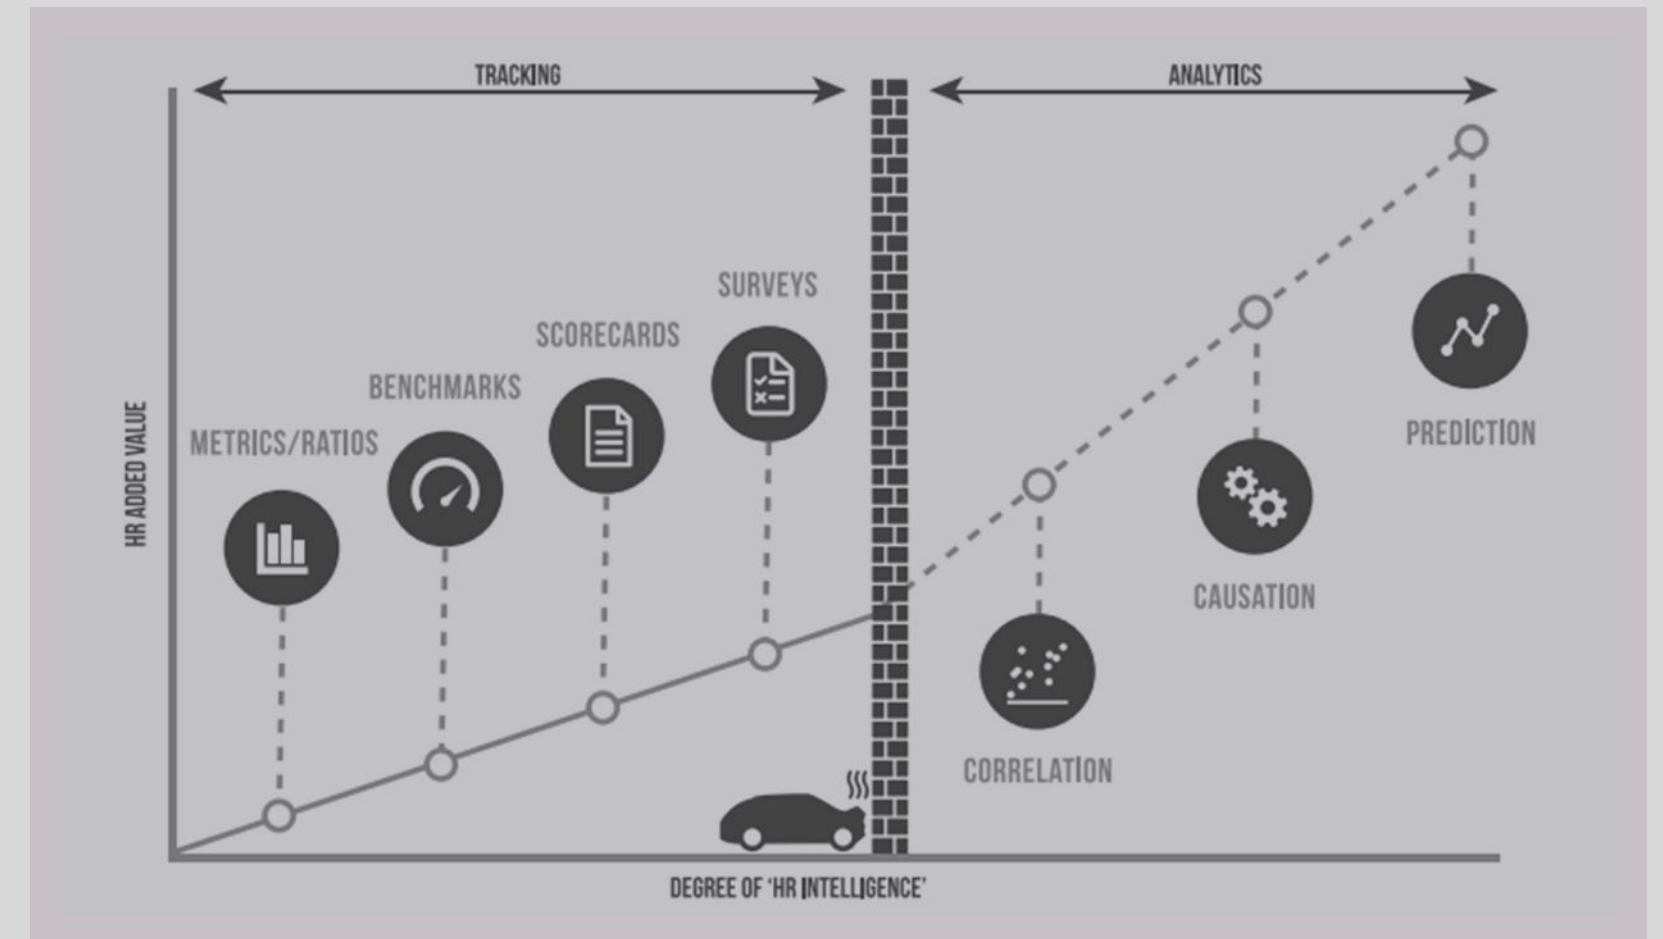 TRACKING
ANALYTICS
SURVEYS
SCORECARDS
BENCHMARKS
METRICS/RATIOS
HR ADDED VALUE
PREDICTION
CAUSATION
CORRELATION
DEGREE OF ‘HR INTELLIGENCE’